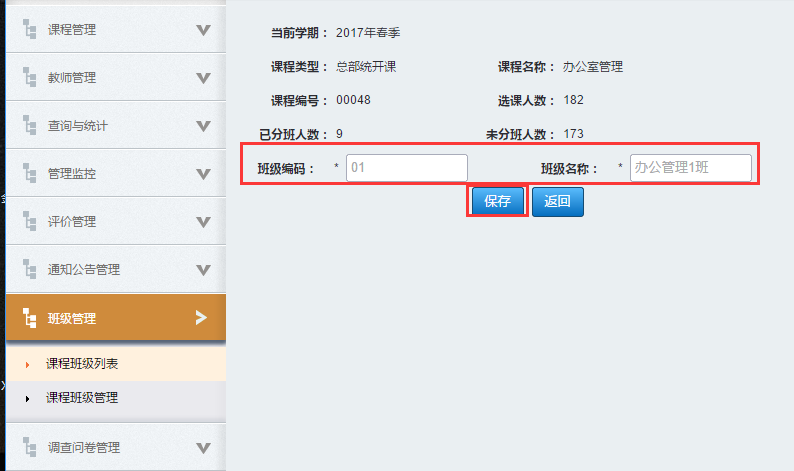 课程管理
教师管理
查询与统计
管理监控
评价管理
通知公告管理
班级管理
课程班级列表
课程班级管理
调查问卷管理
当前学期： 2017年春季
课程类型： 总部统开课 课程名称： 办公室管理
课程编号： 00048 选课人数： 182
已分班人数： 9 未分班人数： 173
班级编码： * 01 班级名称： * 办公管理1班
保存 返回